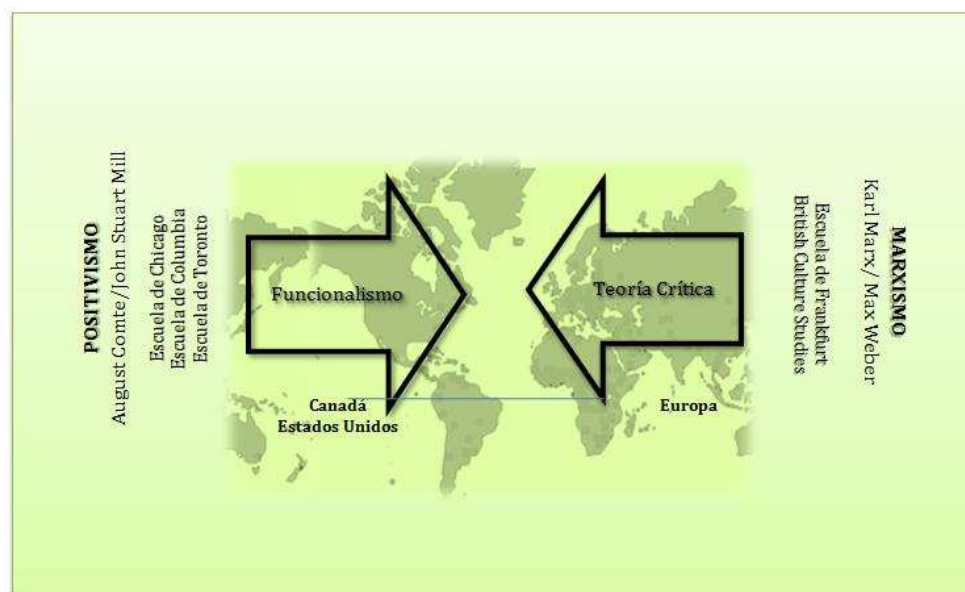 POSITIVISMO
August Comte/John Stuart Mill
Escuela de Chicago
Escuela de Columbia
Escuela de Toronto
Funcionalismo
Canadá
Estados Unidos
Teoría Crítica
Europa
Escuela de Frankfurt
British Culture Studies
MARXISMO
Karl Marx/ Max Weber